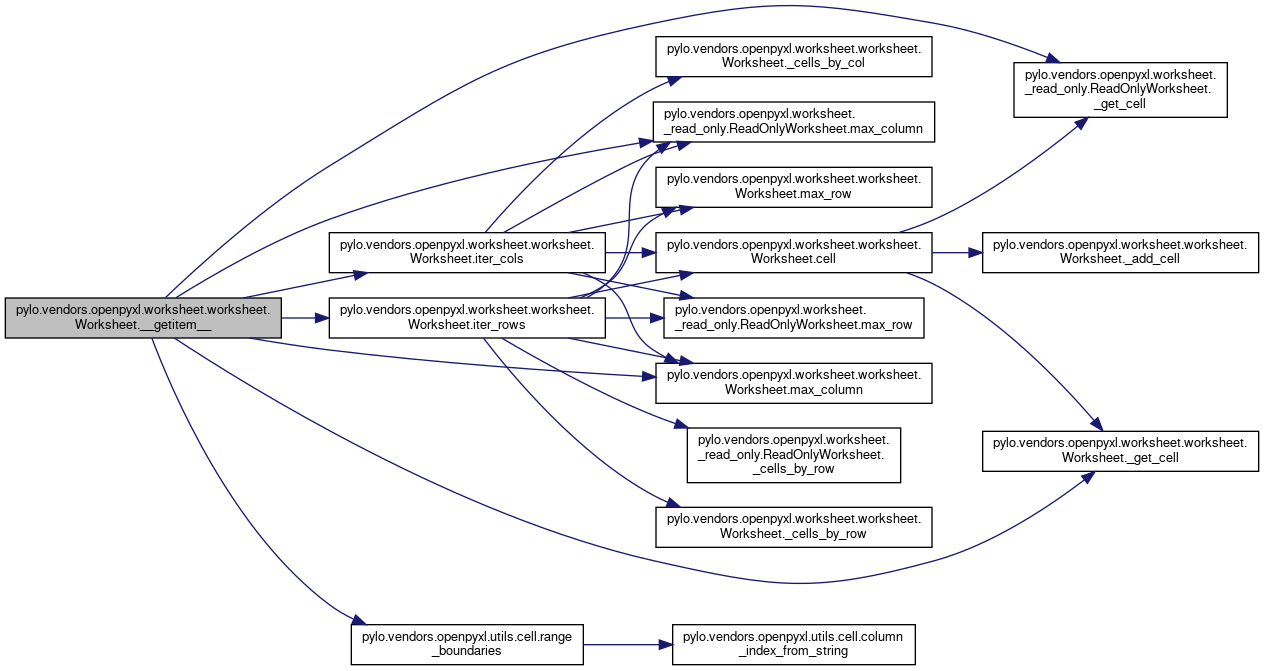 pylo.vendors.openpyxl.worksheet.worksheet.
Worksheet.__getitem__
pylo.vendors.openpyxl.worksheet.worksheet.
Worksheet.iter_cols
pylo.vendors.openpyxl.worksheet.worksheet.
Worksheet.iter_rows
pylo.vendors.openpyxl.utils.cell.range
_boundaries
pylo.vendors.openpyxl.worksheet.worksheet.
Worksheet._cells_by_col
pylo.vendors.openpyxl.worksheet.
_read_only.ReadOnlyWorksheet.max_column
pylo.vendors.openpyxl.worksheet.worksheet.
Worksheet.max_row
pylo.vendors.openpyxl.worksheet.worksheet.
Worksheet.cell
pylo.vendors.openpyxl.worksheet.
_read_only.ReadOnlyWorksheet.max_row
pylo.vendors.openpyxl.worksheet.worksheet.
Worksheet.max_column
pylo.vendors.openpyxl.worksheet.
_read_only.ReadOnlyWorksheet.
_cells_by_row
pylo.vendors.openpyxl.worksheet.worksheet.
Worksheet._cells_by_row
pylo.vendors.openpyxl.utils.cell.column
_index_from_string
pylo.vendors.openpyxl.worksheet.
_read_only.ReadOnlyWorksheet.
_get_cell
pylo.vendors.openpyxl.worksheet.worksheet.
Worksheet._add_cell
pylo.vendors.openpyxl.worksheet.worksheet.
Worksheet._get_cell